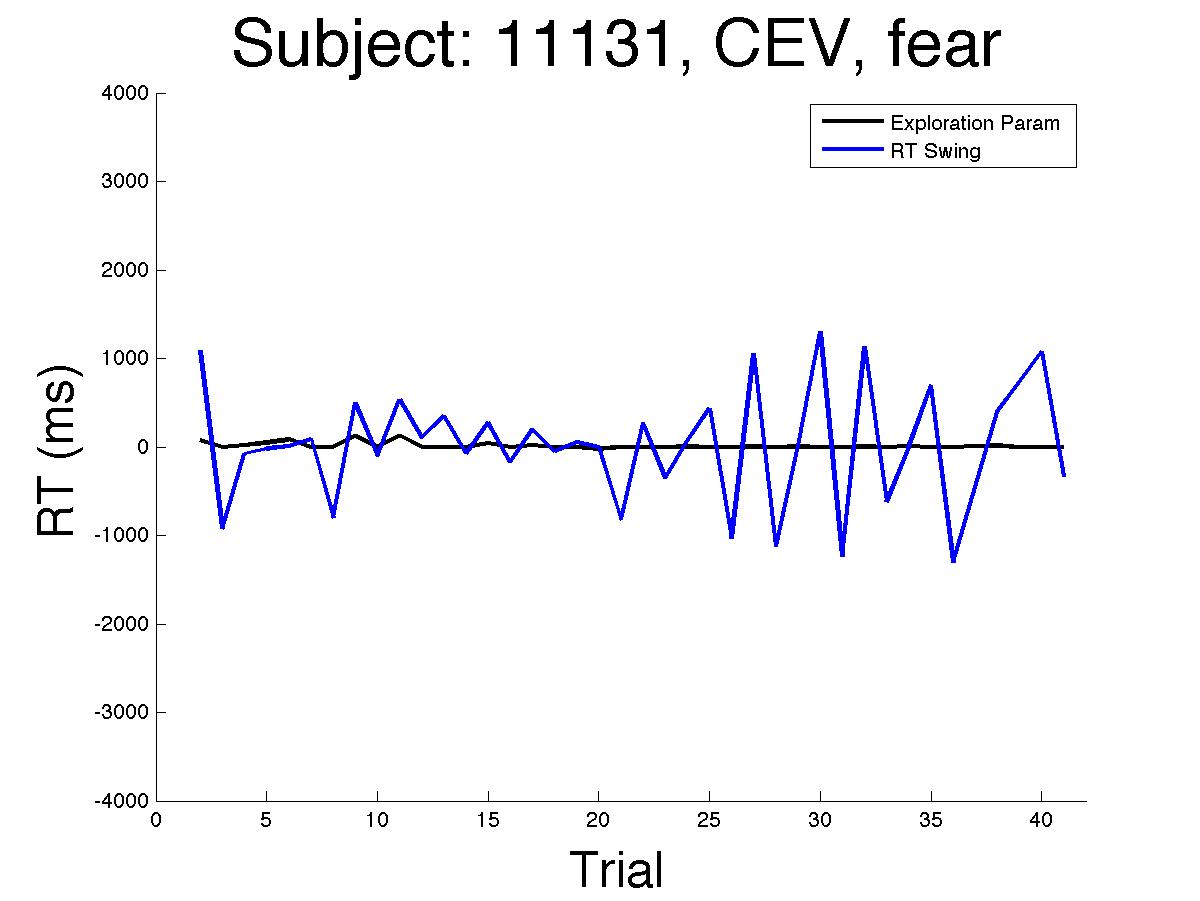 Subject: 11131, CEV, fear
4000
3000
2000
1000
0
-1000
-2000
-3000
-4000
RT (ms)
Exploration Param
RT Swing
0 5 10 15 20 25 30 35 40
Trial